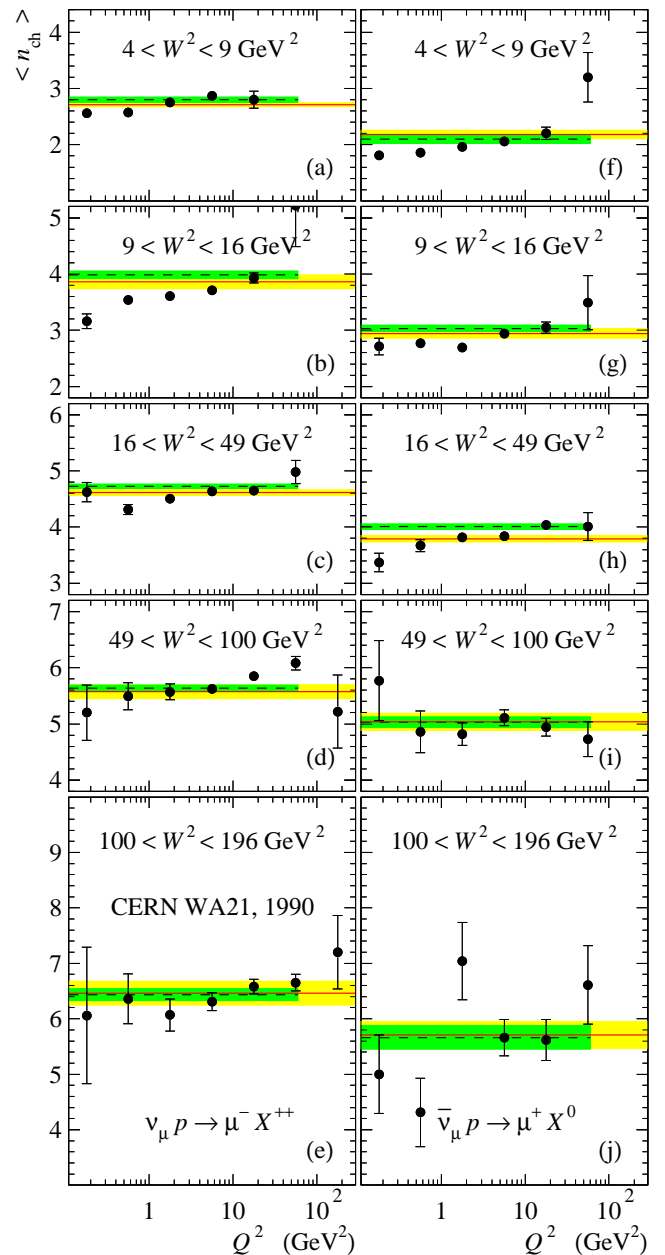 < n_ch >
4 < W² < 9 GeV²
4
3
2
(a)
4 < W² < 9 GeV²
(f)
9 < W² < 16 GeV²
5
4
3
2
(b)
9 < W² < 16 GeV²
(g)
16 < W² < 49 GeV²
6
5
4
3
(c)
16 < W² < 49 GeV²
(h)
49 < W² < 100 GeV²
7
6
5
4
(d)
49 < W² < 100 GeV²
(i)
100 < W² < 196 GeV²
9
8
7
6
5
4
CERN WA21, 1990
ν_μ p → μ⁻ X⁺⁺
(e)
100 < W² < 196 GeV²
ν̅_μ p → μ⁺ X⁰
(j)
1 10 10²
1 10 10²
Q² (GeV²)
Q² (GeV²)